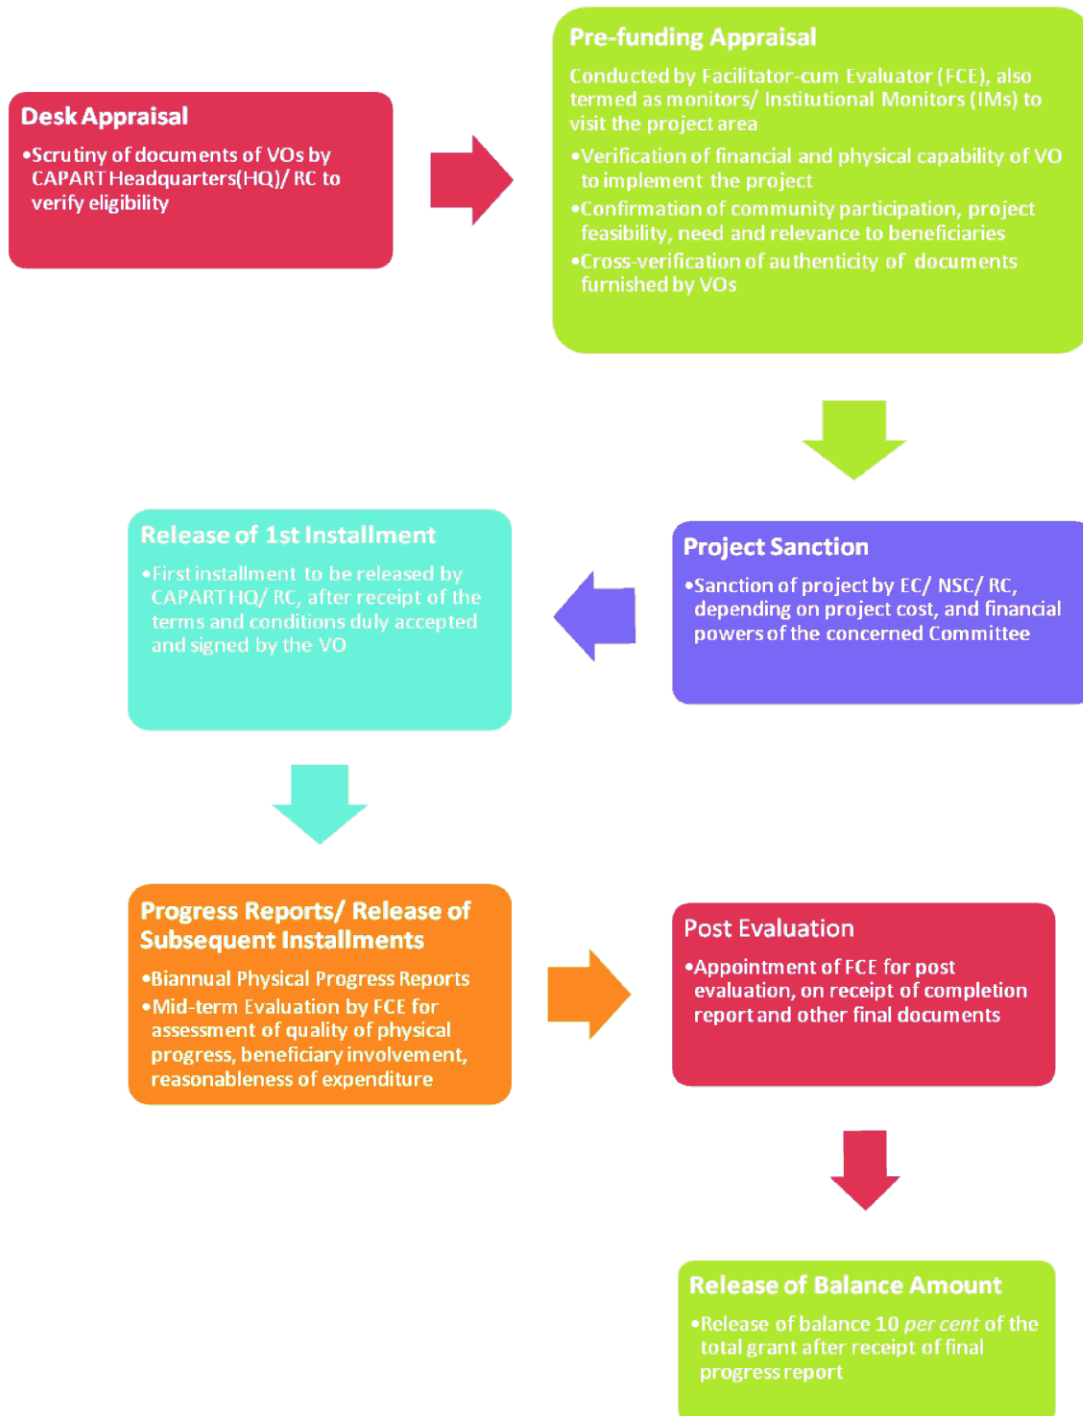 Desk Appraisal
•Scrutiny of documents of VOs by
CAPART Headquarters(HQ)/ RC to
verify eligibility
Pre-funding Appraisal
Conducted by Facilitator-cum Evaluator (FCE), also
termed as monitors/ Institutional Monitors (IMs) to
visit the project area
•Verification of financial and physical capability of VO
to implement the project
•Confirmation of community participation, project
feasibility, need and relevance to beneficiaries
•Cross-verification of authenticity of documents
furnished by VOs
Project Sanction
•Sanction of project by EC/ NSC/ RC,
depending on project cost, and financial
powers of the concerned Committee
Release of 1st Installment
•First installment to be released by
CAPART HQ/ RC, after receipt of the
terms and conditions duly accepted
and signed by the VO
Progress Reports/ Release of
Subsequent Installments
•Biannual Physical Progress Reports
•Mid-term Evaluation by FCE for
assessment of quality of physical
progress, beneficiary involvement,
reasonableness of expenditure
Post Evaluation
•Appointment of FCE for post
evaluation, on receipt of completion
report and other final documents
Release of Balance Amount
•Release of balance 10 per cent of the
total grant after receipt of final
progress report